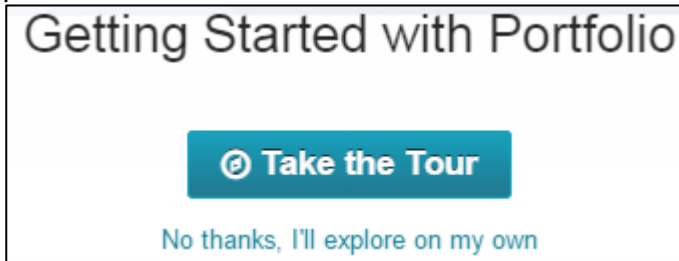 Getting Started with Portfolio
Take the Tour
No thanks, I'll explore on my own